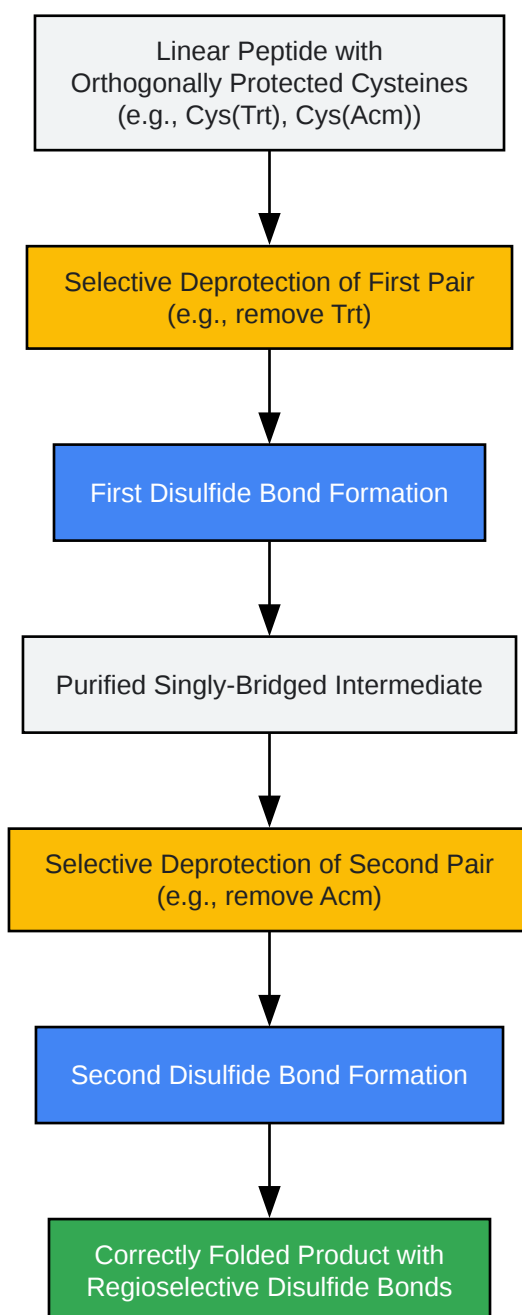 Linear Peptide with
Orthogonally Protected Cysteines
(e.g., Cys(Trt), Cys(Acm))
Selective Deprotection of First Pair
(e.g., remove Trt)
First Disulfide Bond Formation
Purified Singly-Bridged Intermediate
Selective Deprotection of Second Pair
(e.g., remove Acm)
Second Disulfide Bond Formation
Correctly Folded Product with
Regioselective Disulfide Bonds